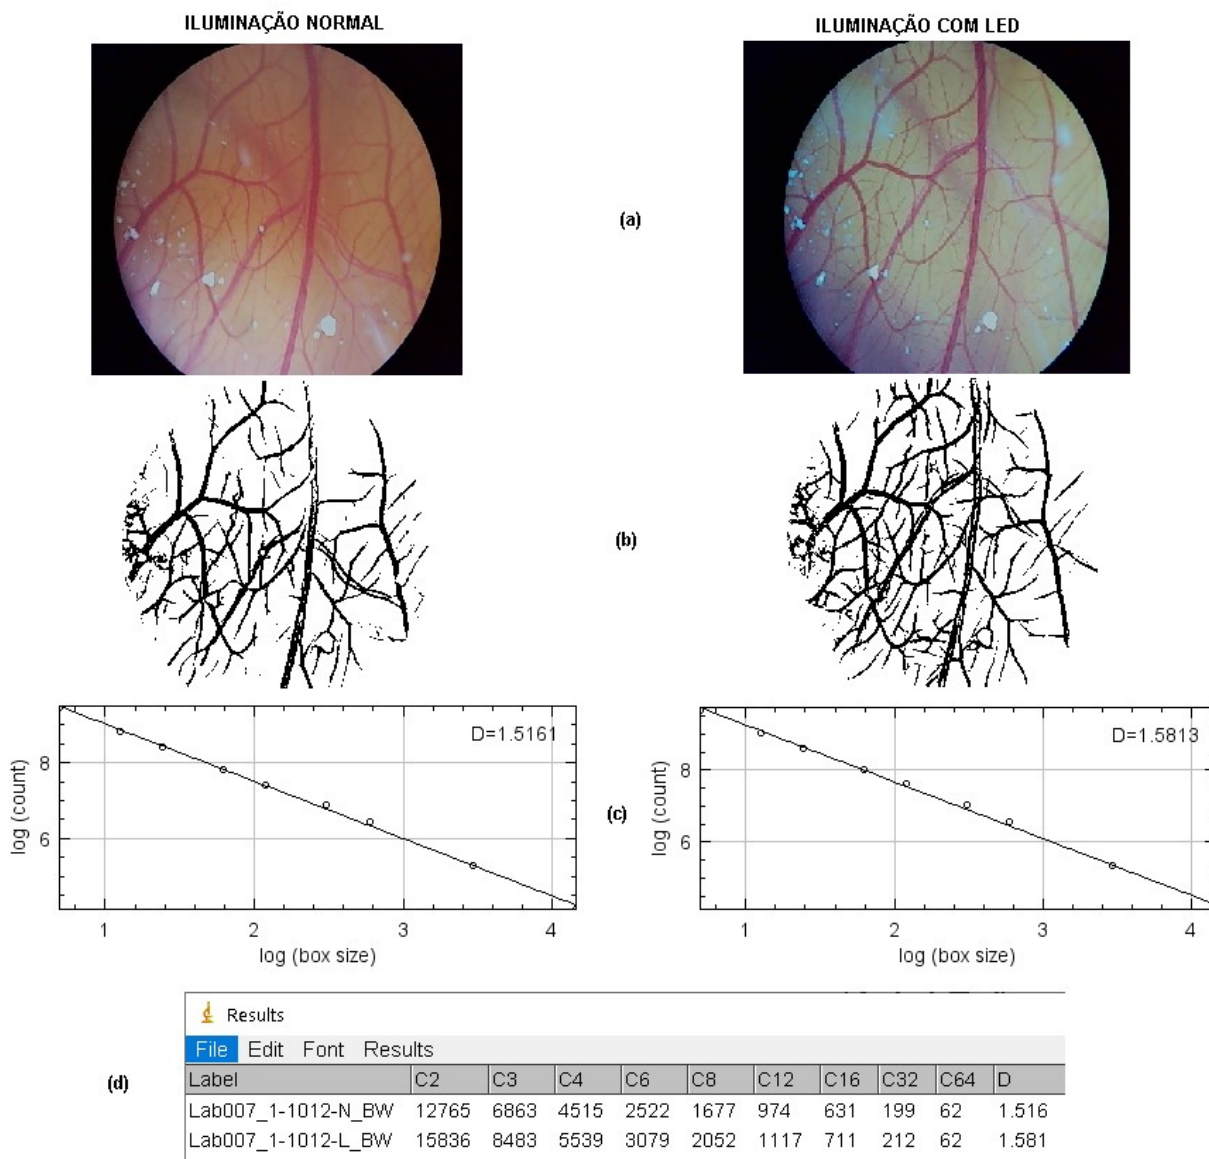 ILUMINAÇÃO NORMAL
ILUMINAÇÃO COM LED
(a)
(b)
D=1.5161
8
6
log (count)
1 2 3 4
log (box size)
(c)
D=1.5813
8
6
log (count)
1 2 3 4
log (box size)
(d)
Results
File Edit Font Results
Label C2 C3 C4 C6 C8 C12 C16 C32 C64 D
Lab007_1-1012-N_BW 12765 6863 4515 2522 1677 974 631 199 62 1.516
Lab007_1-1012-L_BW 15836 8483 5539 3079 2052 1117 711 212 62 1.581